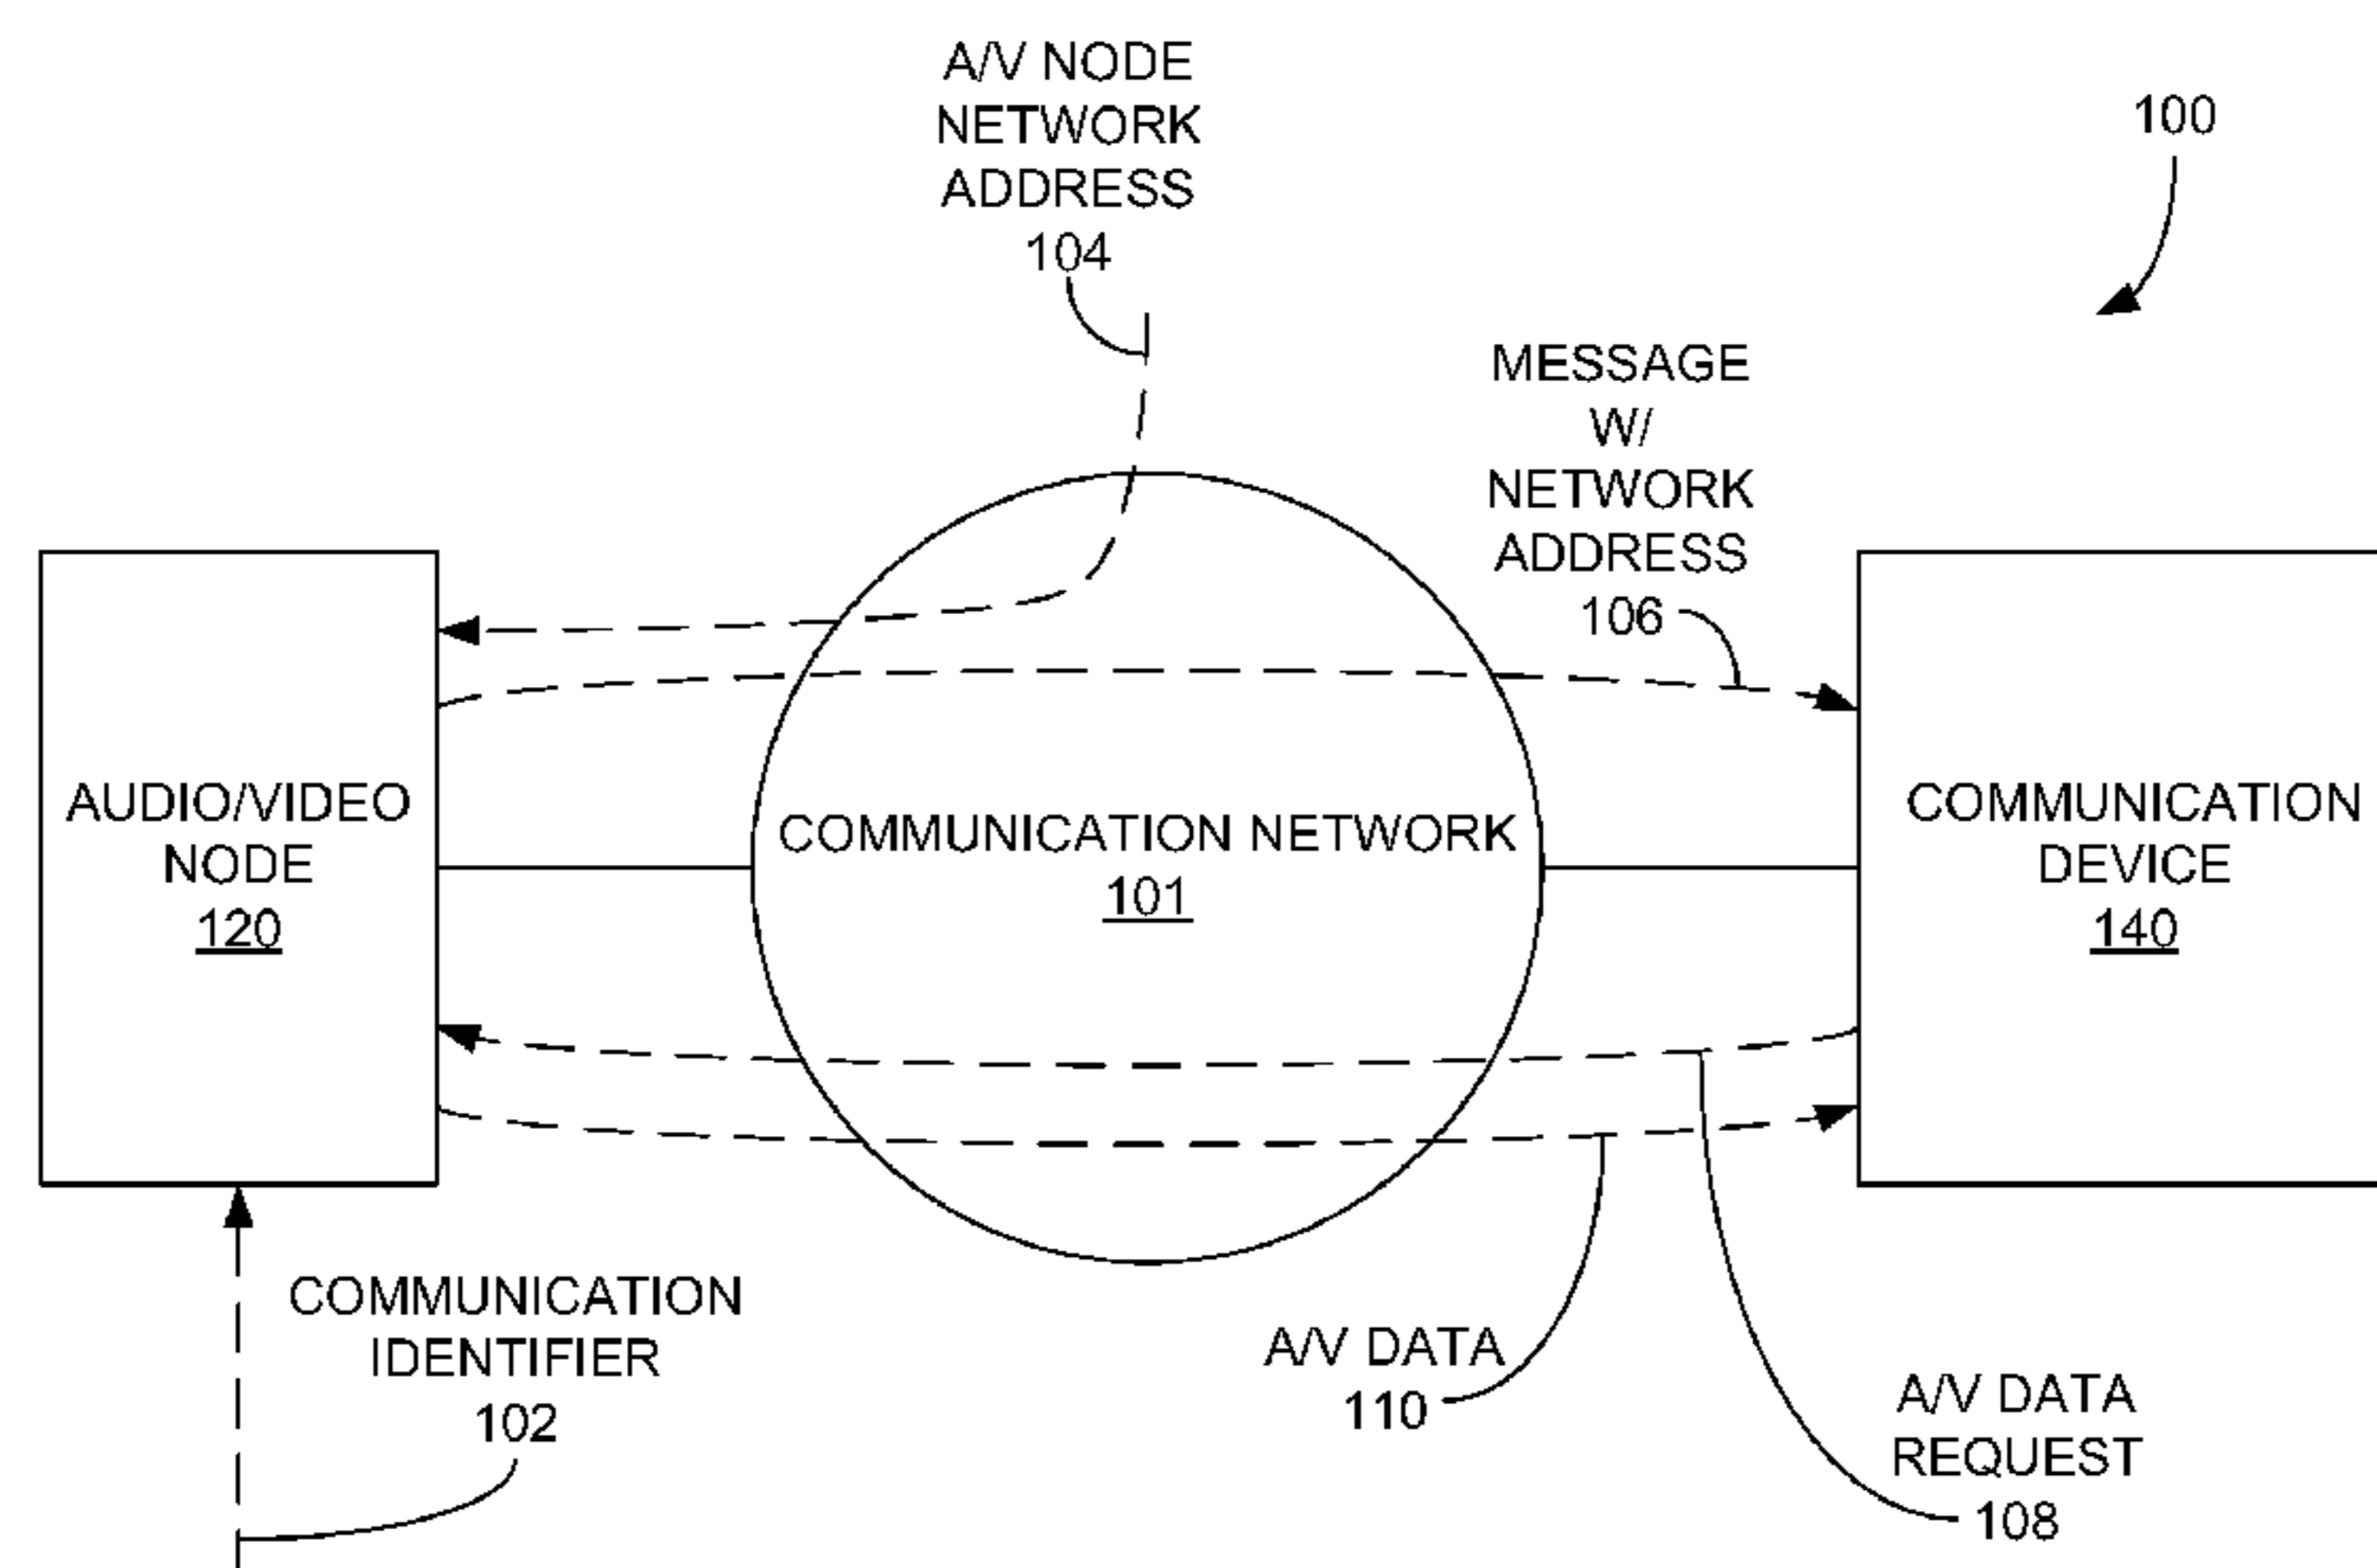 A/V NODE
NETWORK
ADDRESS
104
100
MESSAGE
W/
NETWORK
ADDRESS
106
AUDIO/VIDEO
NODE
120
COMMUNICATION NETWORK
101
COMMUNICATION
DEVICE
140
COMMUNICATION
IDENTIFIER
102
A/V DATA
110
A/V DATA
REQUEST
108